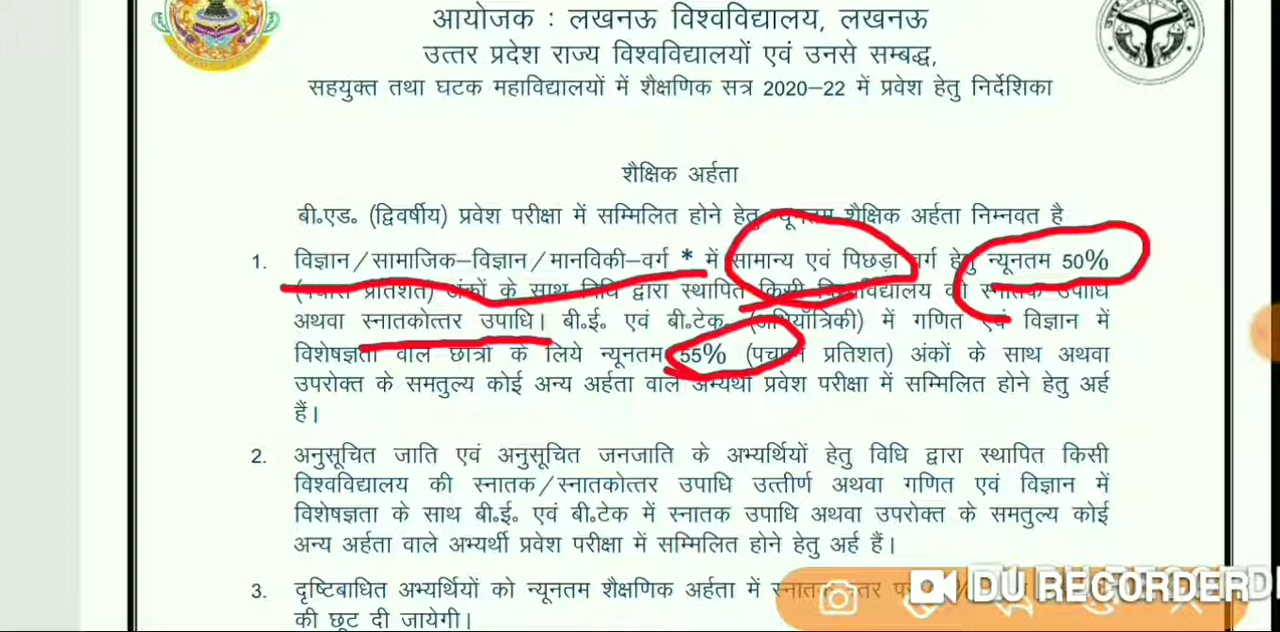 आयोजक : लखनऊ विश्वविद्यालय, लखनऊ
उत्तर प्रदेश राज्य विश्वविद्यालयों एवं उनसे सम्बद्ध,
सहयुक्त तथा घटक महाविद्यालयों में शैक्षणिक सत्र 2020–22 में प्रवेश हेतु निर्देशिका
शैक्षिक अर्हता
बी॰एड॰ (द्विवर्षीय) प्रवेश परीक्षा में सम्मिलित होने हेतु न्यूनतम शैक्षिक अर्हता निम्नवत है
1. विज्ञान/सामाजिक–विज्ञान/मानविकी–वर्ग * में सामान्य एवं पिछड़ा वर्ग हेतु न्यूनतम 50%
(पचास प्रतिशत) अंकों के साथ विधि द्वारा स्थापित किसी विश्वविद्यालय की स्नातक उपाधि
अथवा स्नातकोत्तर उपाधि। बी॰ई॰ एवं बी॰टेक॰ (अभियाँत्रिकी) में गणित एवं विज्ञान में
विशेषज्ञता वाले छात्रों के लिये न्यूनतम 55% (पचपन प्रतिशत) अंकों के साथ अथवा
उपरोक्त के समतुल्य कोई अन्य अर्हता वाले अभ्यर्थी प्रवेश परीक्षा में सम्मिलित होने हेतु अर्ह
हैं।
2. अनुसूचित जाति एवं अनुसूचित जनजाति के अभ्यर्थियों हेतु विधि द्वारा स्थापित किसी
विश्वविद्यालय की स्नातक/स्नातकोत्तर उपाधि उत्तीर्ण अथवा गणित एवं विज्ञान में
विशेषज्ञता के साथ बी॰ई॰ एवं बी॰टेक में स्नातक उपाधि अथवा उपरोक्त के समतुल्य कोई
अन्य अर्हता वाले अभ्यर्थी प्रवेश परीक्षा में सम्मिलित होने हेतु अर्ह हैं।
3. दृष्टिबाधित अभ्यर्थियों को न्यूनतम शैक्षणिक अर्हता में
की छूट दी जायेगी।
DU RECORDER